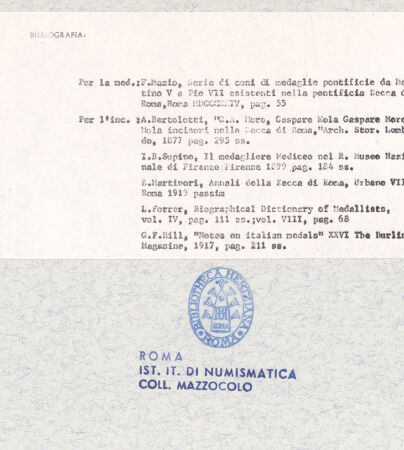 BIBLIOGRAFIA:
Per la med.:F.Mazio, Serie di coni di medaglie pontificie da Ma
tino V a Pio VII esistenti nella pontificia Zecca d
Roma,Roma pag. 55
Per l'inc. :A.Bertolotti, "G.A. Moro, Gaspare Mola Gaspare More
Mola incisori nella Zecca di Roma,"Arch. Stor. Lomb
do, 1877 pag. 295 ss.
I.B.Supino, Il medagliere Mediceo nel R. Museo Nazi
nale di Firenze Firenze 1899 pag. 184 ss.
E.Martinori, Annali della Zecca di Roma, Urbano VII
Roma 1919 passim
L.Forrer, Biographical Dictionary of Medallists,
vol. IV, pag. 111 ss.;vol. VIII, pag. 68
G.F.Hill, "Notes on italian medals" XXVI The Burlin
Magazine, 1917, pag. 211 ss.
BIBLIOTHECA HERTZIANA
ROMA
ROMA
ROMA
IST. IT. DI NUMISMATICA
COLL. MAZZOCOLO